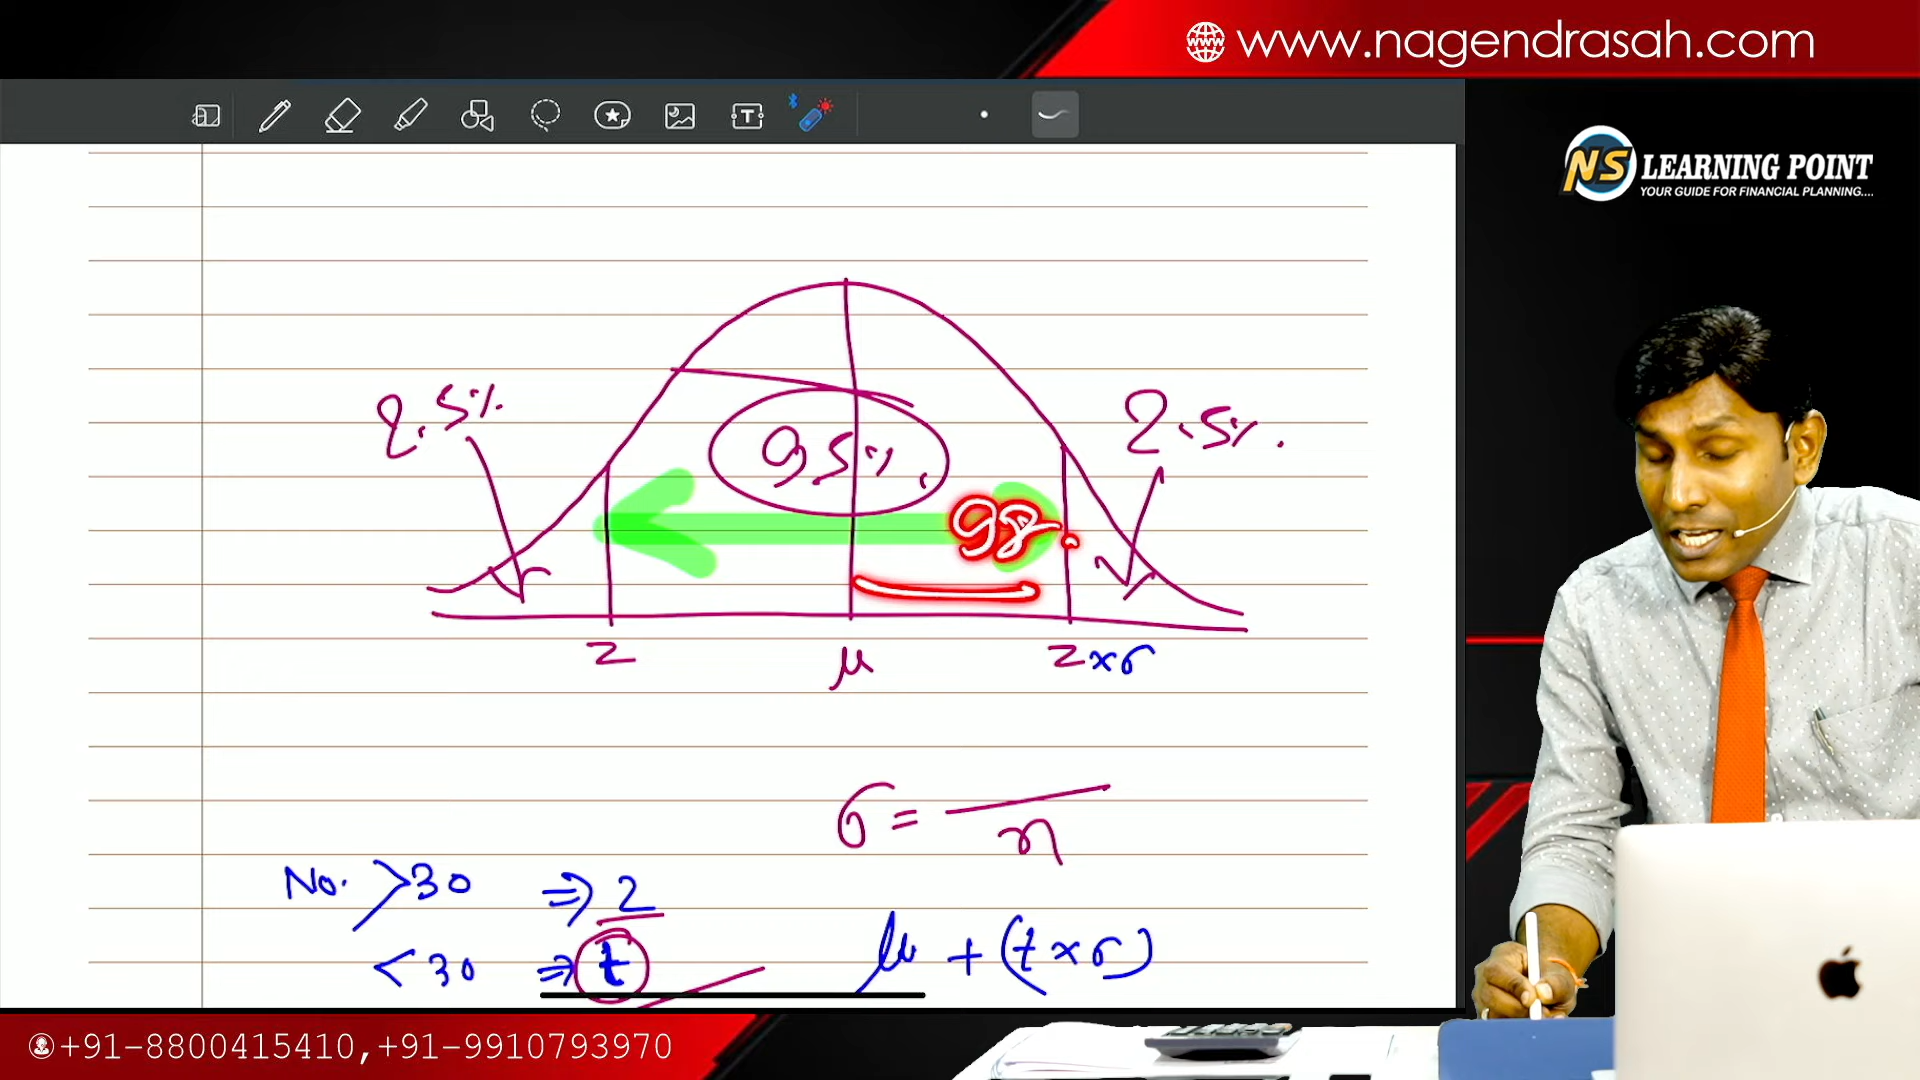 www.nagendrasah.com
NS LEARNING POINT
YOUR GUIDE FOR FINANCIAL PLANNING....
2.5%
95%.
2.5%.
98.
z
μ
z×σ
σ = ― / n
No. >30 ⇒ z
<30 ⇒ t
μ + (t×σ)
+91-8800415410,+91-9910793970